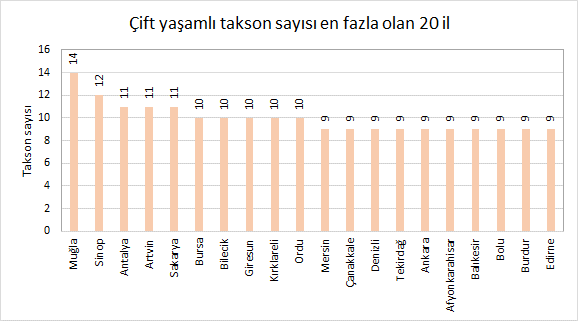 Çift yaşamlı takson sayısı en fazla olan 20 il
Takson sayısı
16
14
12
10
8
6
4
2
0
14
12
11
11
11
10
10
10
10
10
9
9
9
9
9
9
9
9
9
9
Muğla
Sinop
Antalya
Artvin
Sakarya
Bursa
Bilecik
Giresun
Kırklareli
Ordu
Mersin
Çanakkale
Denizli
Tekirdağ
Ankara
Afyonkarahisar
Balıkesir
Bolu
Burdur
Edirne